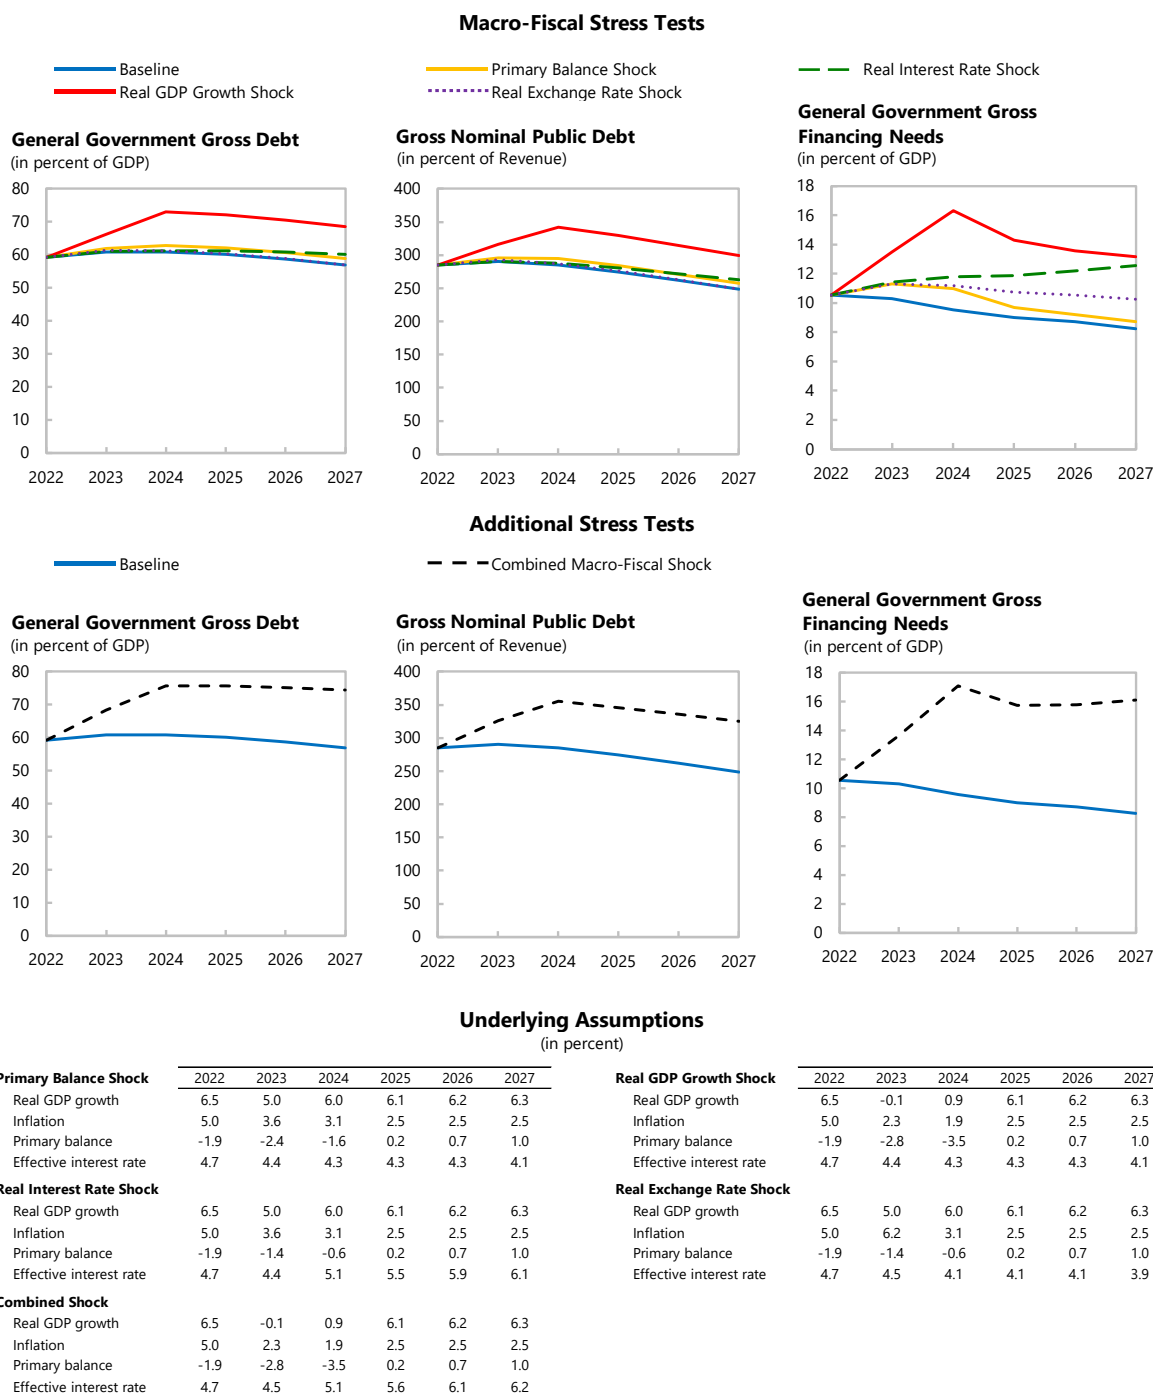 Macro-Fiscal Stress Tests
Baseline Primary Balance Shock Real Interest Rate Shock
Real GDP Growth Shock Real Exchange Rate Shock
General Government Gross Debt
(in percent of GDP)
80
70
60
50
40
30
20
10
0
2022 2023 2024 2025 2026 2027
Gross Nominal Public Debt
(in percent of Revenue)
400
350
300
250
200
150
100
50
0
2022 2023 2024 2025 2026 2027
General Government Gross
Financing Needs
(in percent of GDP)
18
16
14
12
10
8
6
4
2
0
2022 2023 2024 2025 2026 2027
Additional Stress Tests
Baseline Combined Macro-Fiscal Shock
General Government Gross Debt
(in percent of GDP)
80
70
60
50
40
30
20
10
0
2022 2023 2024 2025 2026 2027
Gross Nominal Public Debt
(in percent of Revenue)
400
350
300
250
200
150
100
50
0
2022 2023 2024 2025 2026 2027
General Government Gross
Financing Needs
(in percent of GDP)
18
16
14
12
10
8
6
4
2
0
2022 2023 2024 2025 2026 2027
Underlying Assumptions
(in percent)
Primary Balance Shock 2022 2023 2024 2025 2026 2027
Real GDP growth 6.5 5.0 6.0 6.1 6.2 6.3
Inflation 5.0 3.6 3.1 2.5 2.5 2.5
Primary balance -1.9 -2.4 -1.6 0.2 0.7 1.0
Effective interest rate 4.7 4.4 4.3 4.3 4.3 4.1
Real Interest Rate Shock
Real GDP growth 6.5 5.0 6.0 6.1 6.2 6.3
Inflation 5.0 3.6 3.1 2.5 2.5 2.5
Primary balance -1.9 -1.4 -0.6 0.2 0.7 1.0
Effective interest rate 4.7 4.4 5.1 5.5 5.9 6.1
Combined Shock
Real GDP growth 6.5 -0.1 0.9 6.1 6.2 6.3
Inflation 5.0 2.3 1.9 2.5 2.5 2.5
Primary balance -1.9 -2.8 -3.5 0.2 0.7 1.0
Effective interest rate 4.7 4.5 5.1 5.6 6.1 6.2
Real GDP Growth Shock 2022 2023 2024 2025 2026 2027
Real GDP growth 6.5 -0.1 0.9 6.1 6.2 6.3
Inflation 5.0 2.3 1.9 2.5 2.5 2.5
Primary balance -1.9 -2.8 -3.5 0.2 0.7 1.0
Effective interest rate 4.7 4.4 4.3 4.3 4.3 4.1
Real Exchange Rate Shock
Real GDP growth 6.5 5.0 6.0 6.1 6.2 6.3
Inflation 5.0 6.2 3.1 2.5 2.5 2.5
Primary balance -1.9 -1.4 -0.6 0.2 0.7 1.0
Effective interest rate 4.7 4.5 4.1 4.1 4.1 3.9